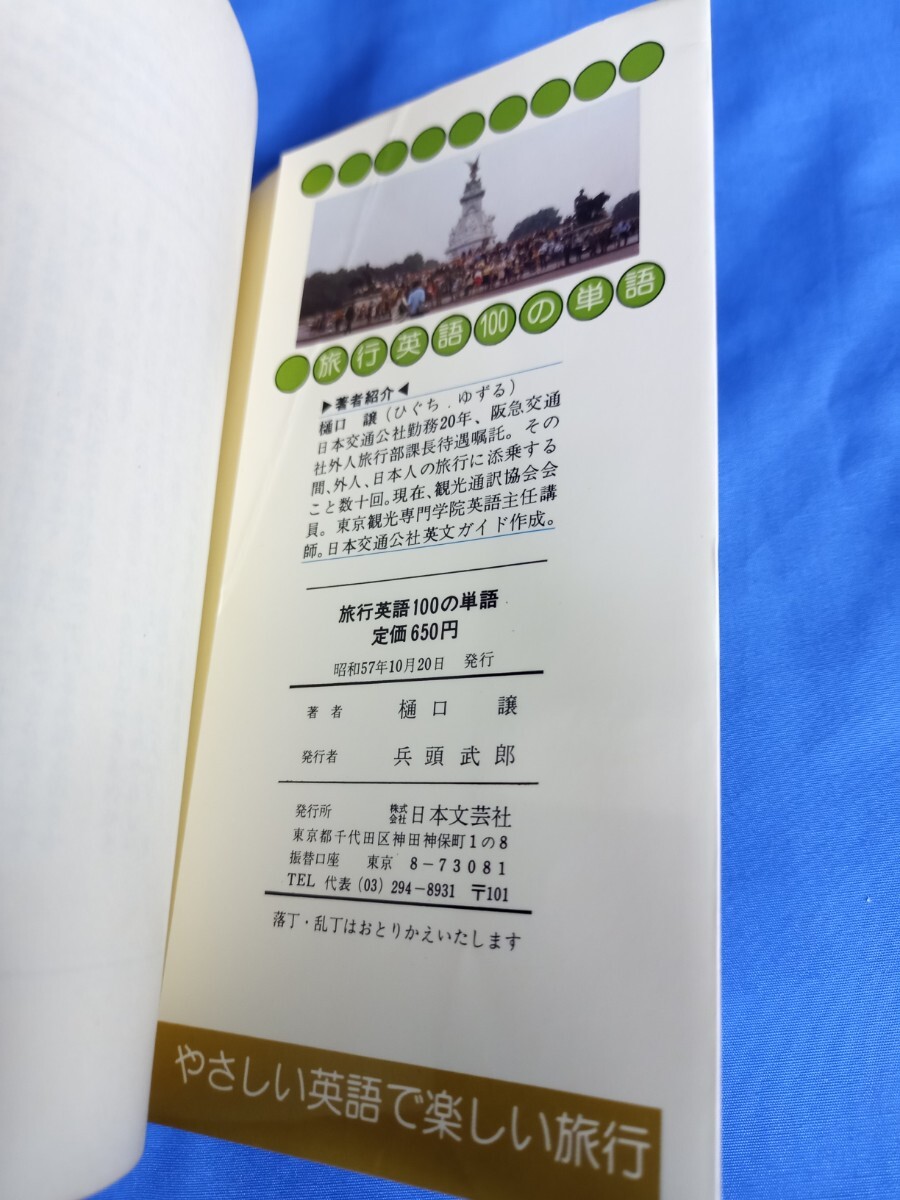 旅行英語100の単語
▶著者紹介◀
樋口 譲(ひぐち.ゆずる)
日本交通公社勤務20年、阪急交通
社外人旅行部課長待遇嘱託。その
間、外人、日本人の旅行に添乗する
こと数十回。現在、観光通訳協会会
員。東京観光専門学院英語主任講
師。日本交通公社英文ガイド作成。
旅行英語100の単語
定価650円
昭和57年10月20日 発行
著者 樋口 譲
発行者 兵頭武郎
発行所 株式会社日本文芸社
東京都千代田区神田神保町1の8
振替口座 東京 8-73081
TEL 代表(03)294-8931 〒101
落丁・乱丁はおとりかえいたします
やさしい英語で楽しい旅行